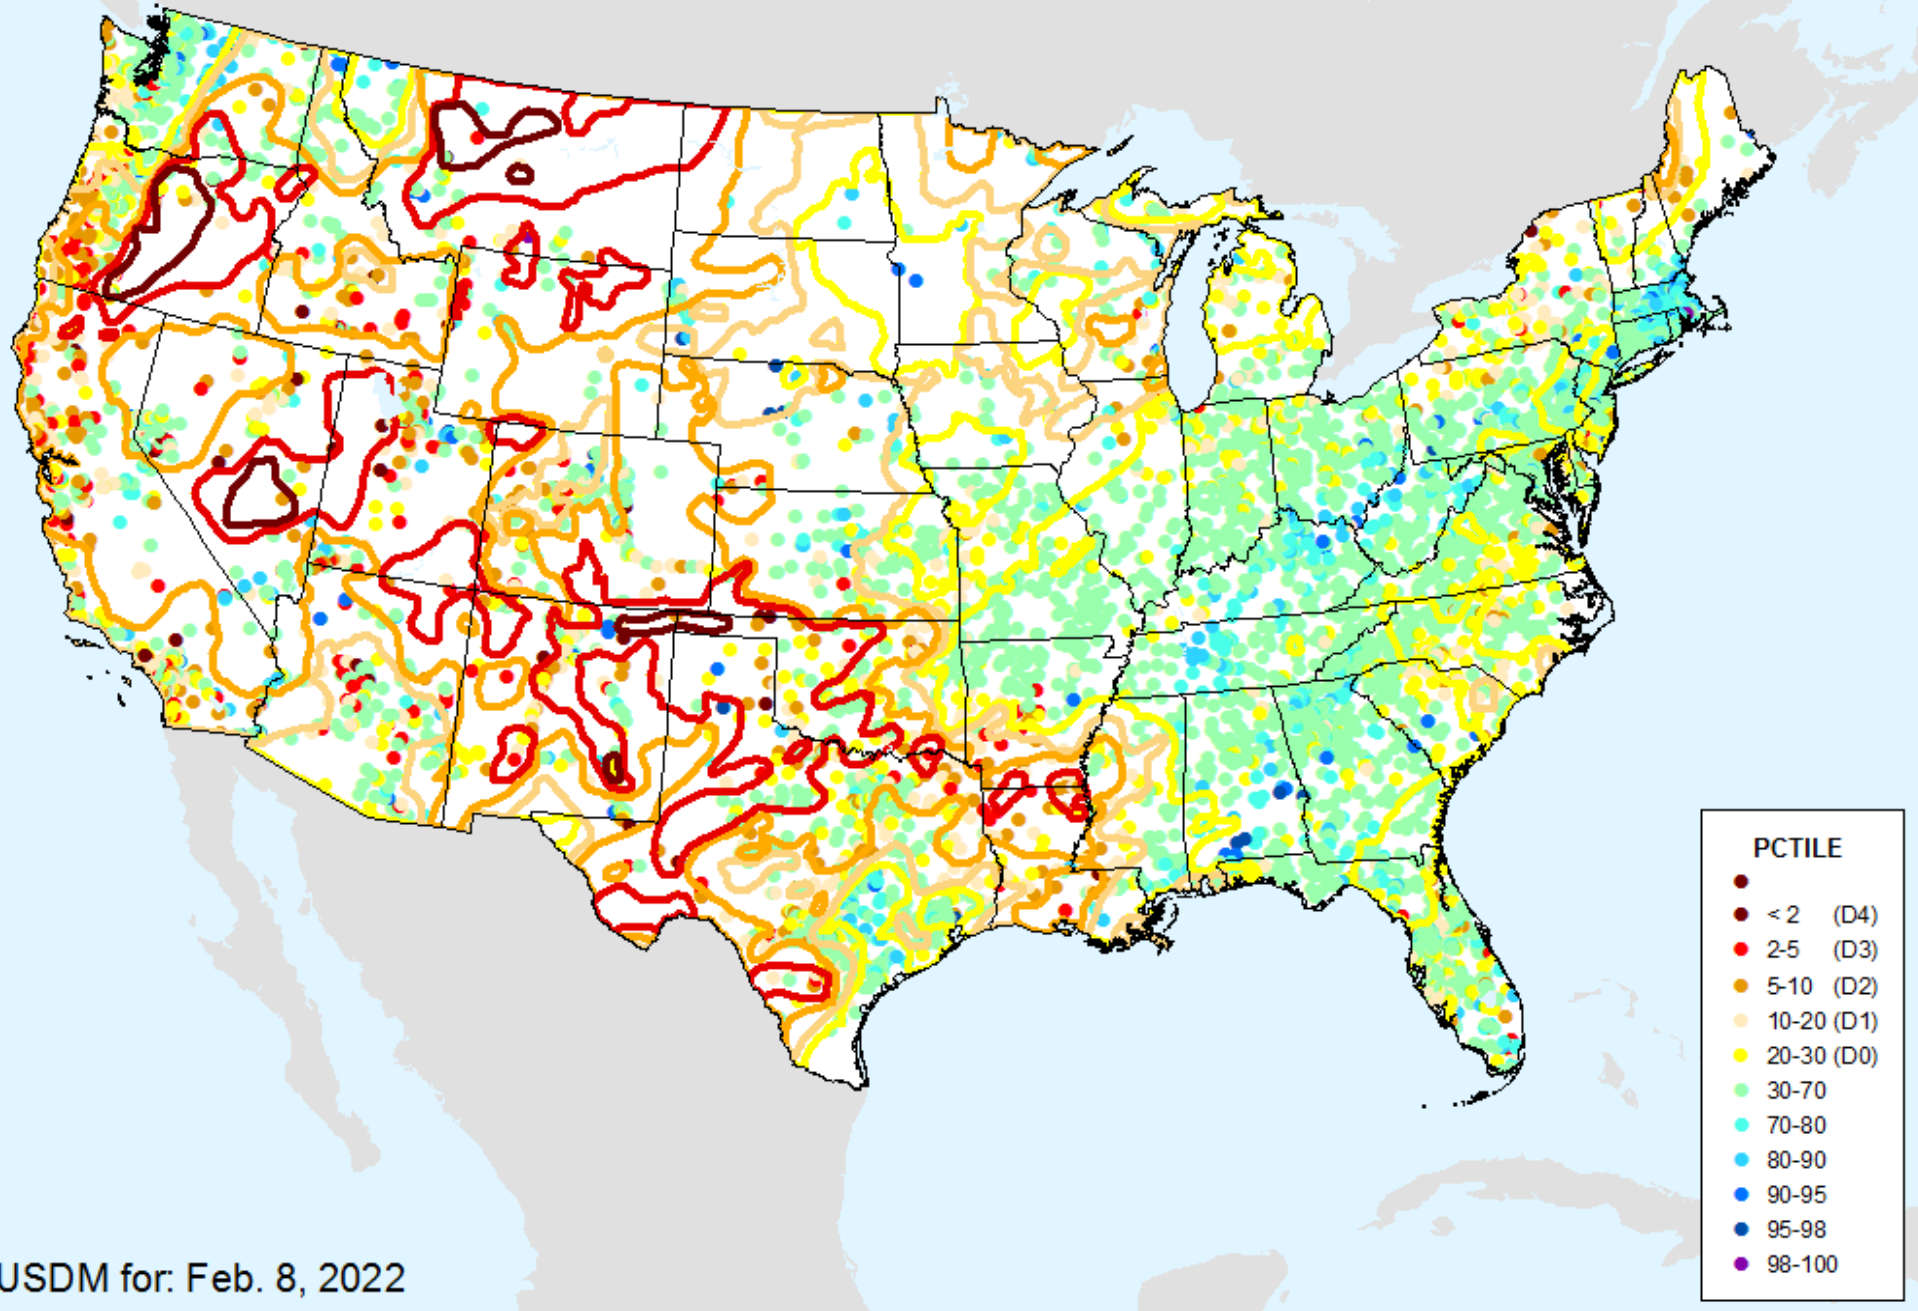 PCTILE
< 2 (D4)
2-5 (D3)
5-10 (D2)
10-20 (D1)
20-30 (D0)
30-70
70-80
80-90
90-95
95-98
98-100
USDM for: Feb. 8, 2022